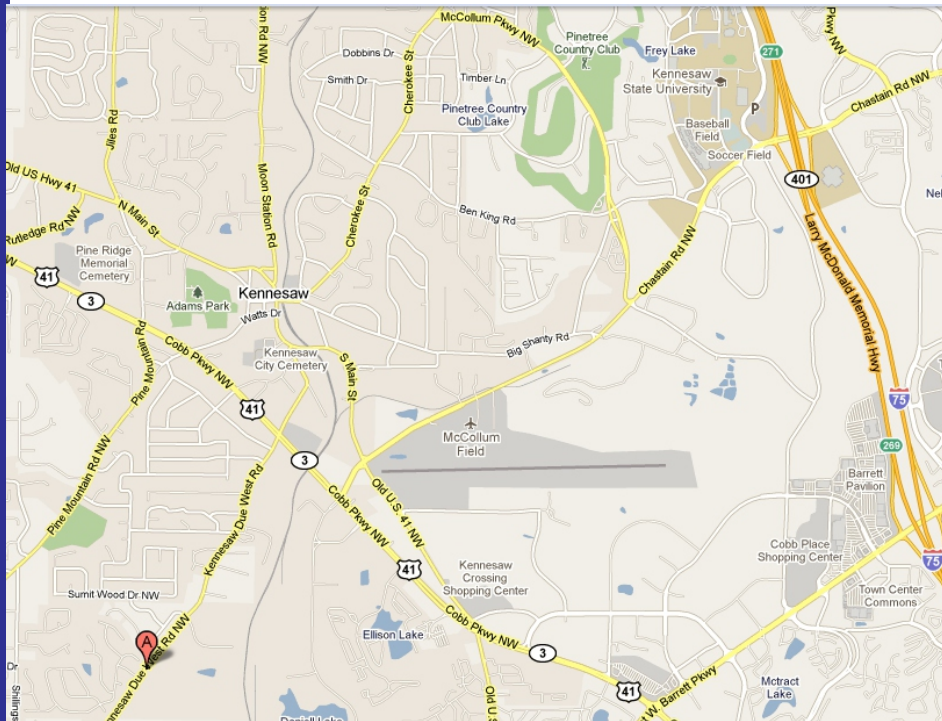 McCollum Pkwy NW
Pinetree
Country Club
Frey Lake
271
Pkwy NW
Dobbins Dr
Smith Dr
Timber Ln
Kennesaw
State University
P
Chastain Rd NW
Pinetree Country
Club Lake
Baseball
Field
Soccer Field
Jiles Rd
Cherokee St
Old US Hwy 41
Moon Station Rd
401
N Main St
Rutledge Rd NW
Ben King Rd
Cherokee St
Larry McDonald Memorial Hwy
Pine Ridge
Memorial
Cemetery
41
3
Adams Park
Kennesaw
Watts Dr
Chastain Rd NW
Cobb Pkwy NW
Pine Mountain Rd
Kennesaw
City Cemetery
S Main St
Big Shanty Rd
41
75
McCollum
Field
269
3
Barrett
Pavilion
Pine Mountain Rd NW
Kennesaw Due West Rd
Old U.S. 41 NW
Cobb Pkwy NW
Cobb Place
Shopping Center
75
41
Kennesaw
Crossing
Shopping Center
Town Center
Commons
Sumit Wood Dr NW
Cobb Pkwy NW
Ellison Lake
A
3
Dr
W. Barrett Pkwy
Mctract
Lake
41